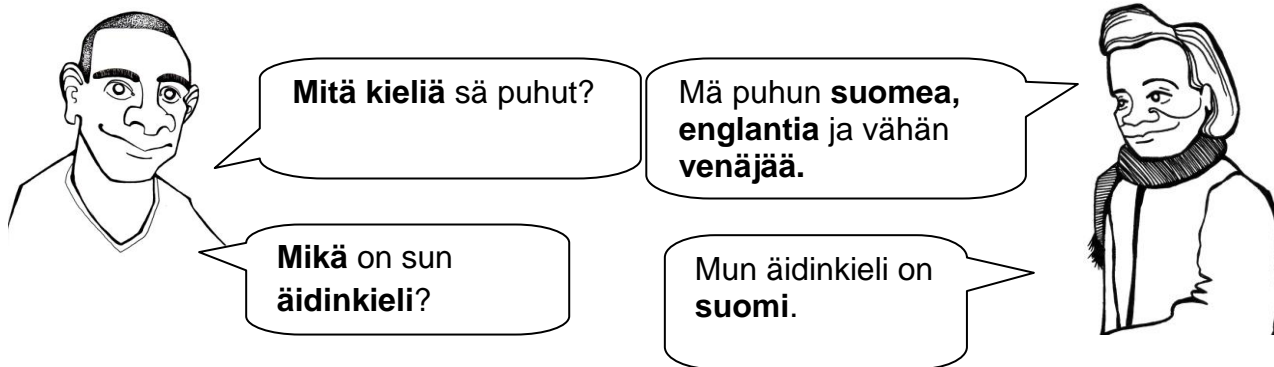 Mitä kieliä sä puhut?
Mä puhun suomea,
englantia ja vähän
venäjää.
Mikä on sun
äidinkieli?
Mun äidinkieli on
suomi.